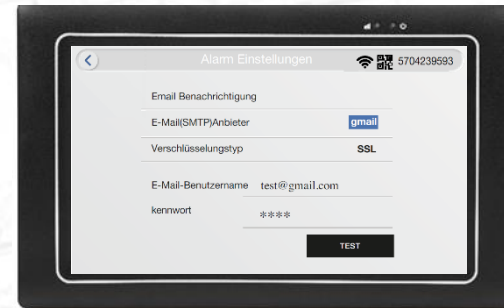 Alarm Einstellungen
5704239593
Email Benachrichtigung
E-Mail(SMTP)Anbieter gmail
Verschlüsselungstyp SSL
E-Mail-Benutzername test@gmail.com
kennwort ****
TEST